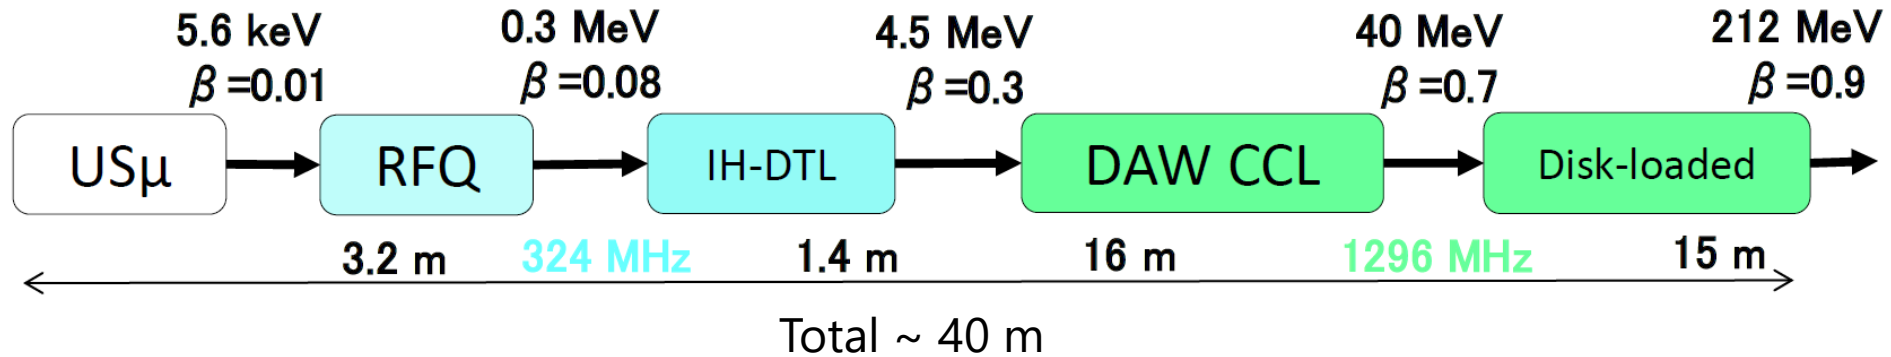 5.6 keV
β=0.01
0.3 MeV
β=0.08
4.5 MeV
β=0.3
40 MeV
β=0.7
212 MeV
β=0.9
USμ
RFQ
IH-DTL
DAW CCL
Disk-loaded
3.2 m
324 MHz
1.4 m
16 m
1296 MHz
15 m
Total ~ 40 m